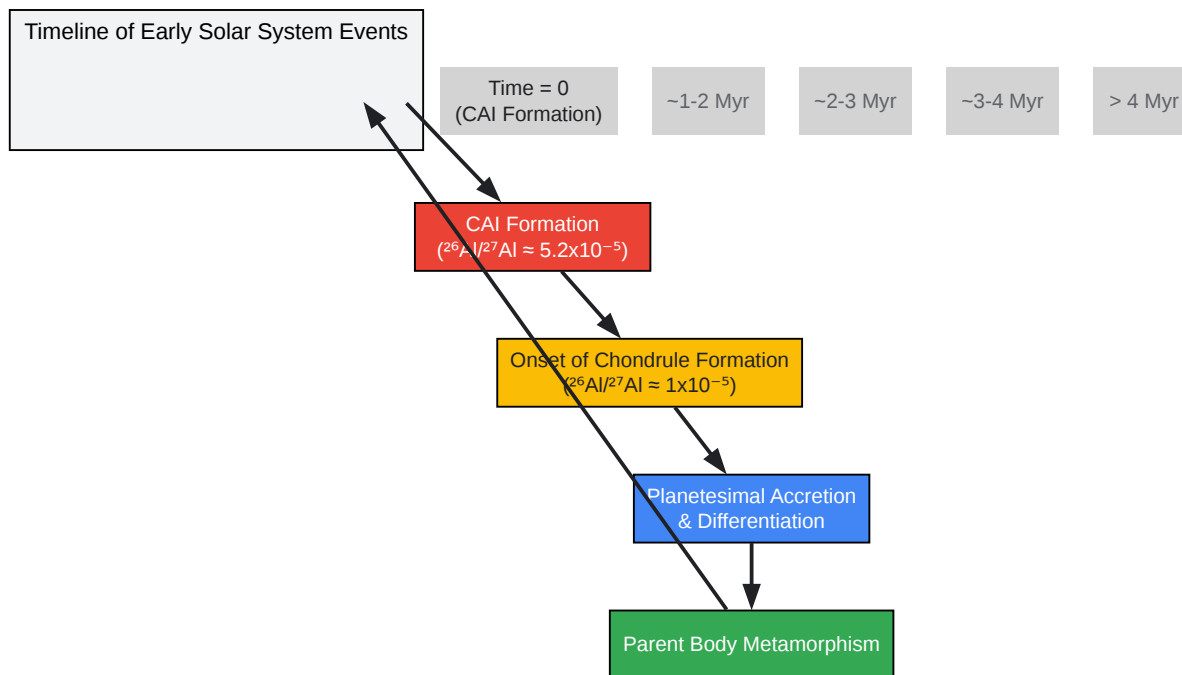 Timeline of Early Solar System Events
Time = 0
(CAI Formation)
~1-2 Myr
~2-3 Myr
~3-4 Myr
> 4 Myr
CAI Formation
(²⁶Al/²⁷Al ≈ 5.2x10⁻⁵)
Onset of Chondrule Formation
(²⁶Al/²⁷Al ≈ 1x10⁻⁵)
Planetesimal Accretion
& Differentiation
Parent Body Metamorphism